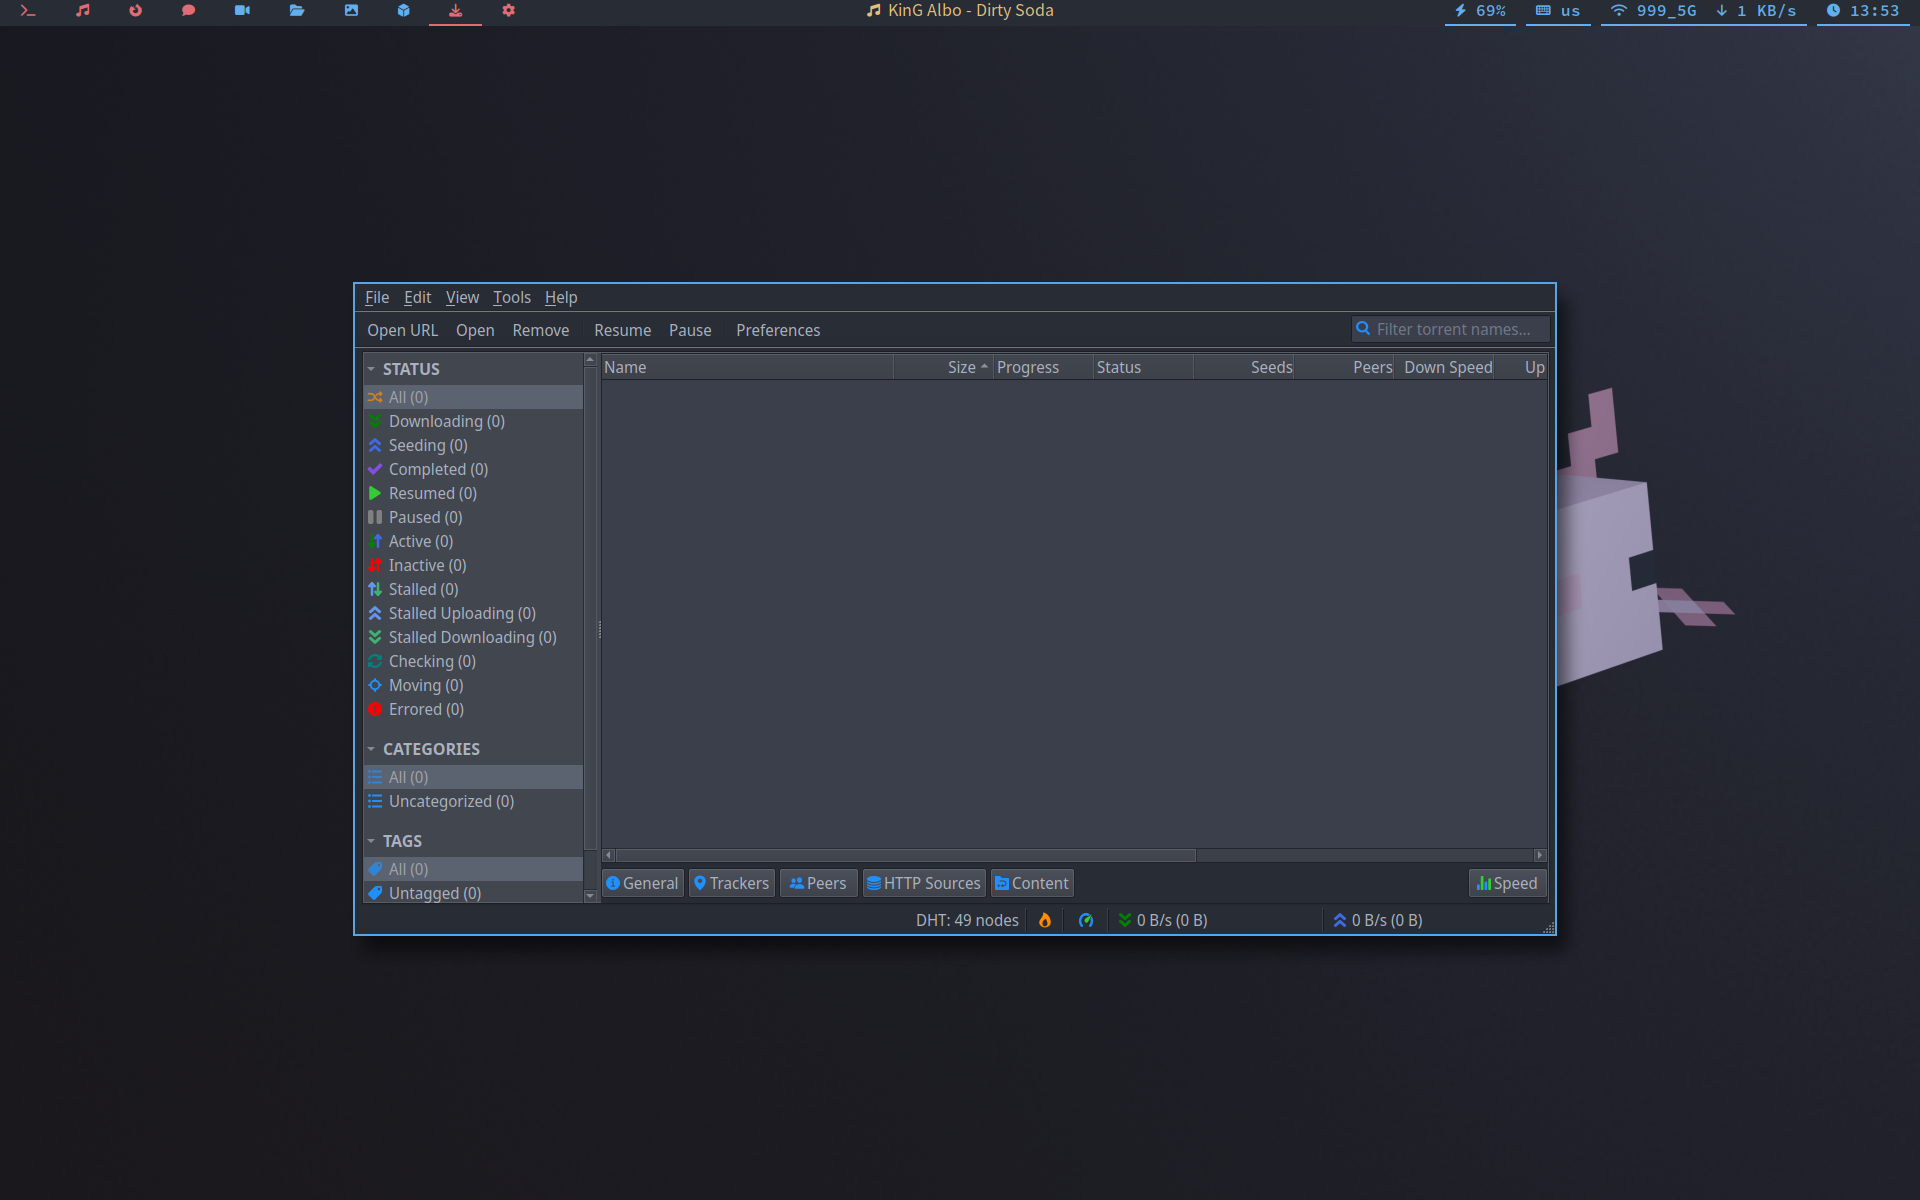 KinG Albo - Dirty Soda
69%
us
999_5G
1 KB/s
13:53
File Edit View Tools Help
Open URL Open Remove Resume Pause Preferences
Filter torrent names...
STATUS
All (0)
Downloading (0)
Seeding (0)
Completed (0)
Resumed (0)
Paused (0)
Active (0)
Inactive (0)
Stalled (0)
Stalled Uploading (0)
Stalled Downloading (0)
Checking (0)
Moving (0)
Errored (0)
CATEGORIES
All (0)
Uncategorized (0)
TAGS
All (0)
Untagged (0)
Name Size Progress Status Seeds Peers Down Speed Up
General Trackers Peers HTTP Sources Content Speed
DHT: 49 nodes 0 B/s (0 B) 0 B/s (0 B)